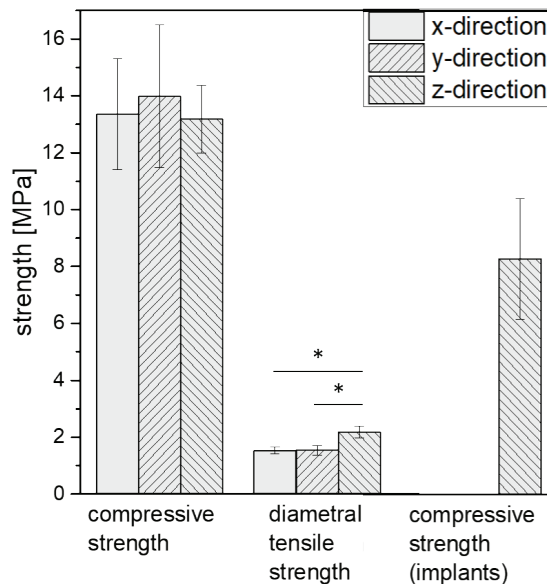 x-direction
y-direction
z-direction
strength [MPa]
16
14
12
10
8
6
4
2
0
*
*
compressive
strength
diametral
tensile
strength
compressive
strength
(implants)